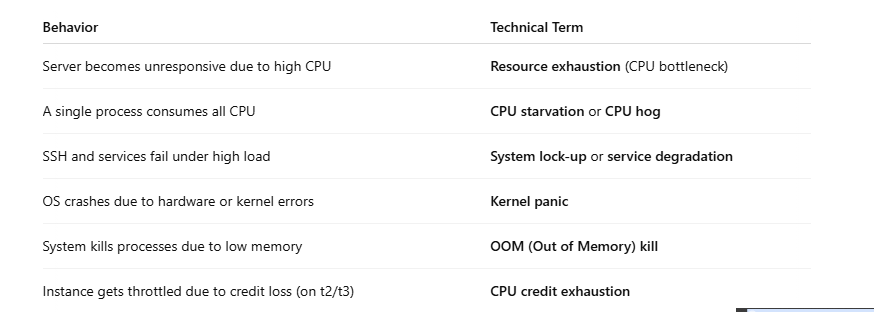 Behavior Technical Term
Server becomes unresponsive due to high CPU Resource exhaustion (CPU bottleneck)
A single process consumes all CPU CPU starvation or CPU hog
SSH and services fail under high load System lock-up or service degradation
OS crashes due to hardware or kernel errors Kernel panic
System kills processes due to low memory OOM (Out of Memory) kill
Instance gets throttled due to credit loss (on t2/t3) CPU credit exhaustion